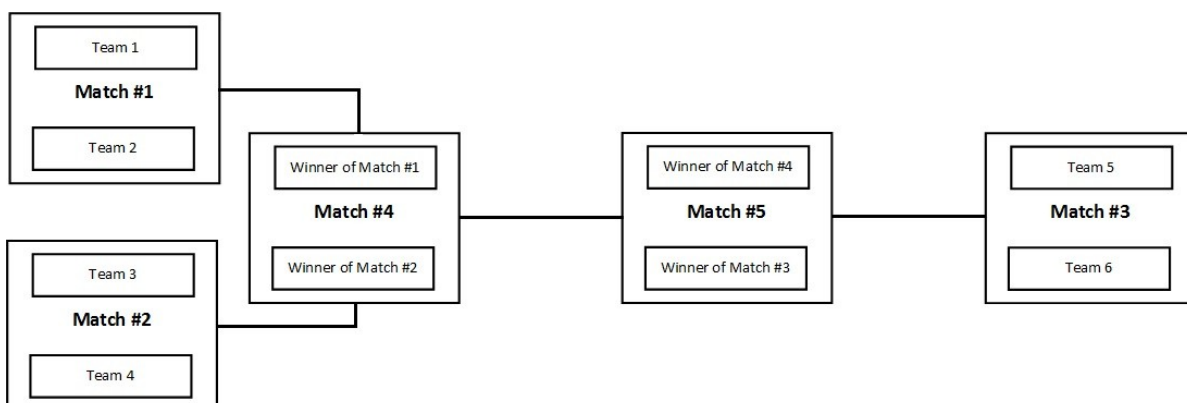 Team 1
Match #1
Team 2
Team 3
Match #2
Team 4
Winner of Match #1
Match #4
Winner of Match #2
Winner of Match #4
Match #5
Winner of Match #3
Team 5
Match #3
Team 6